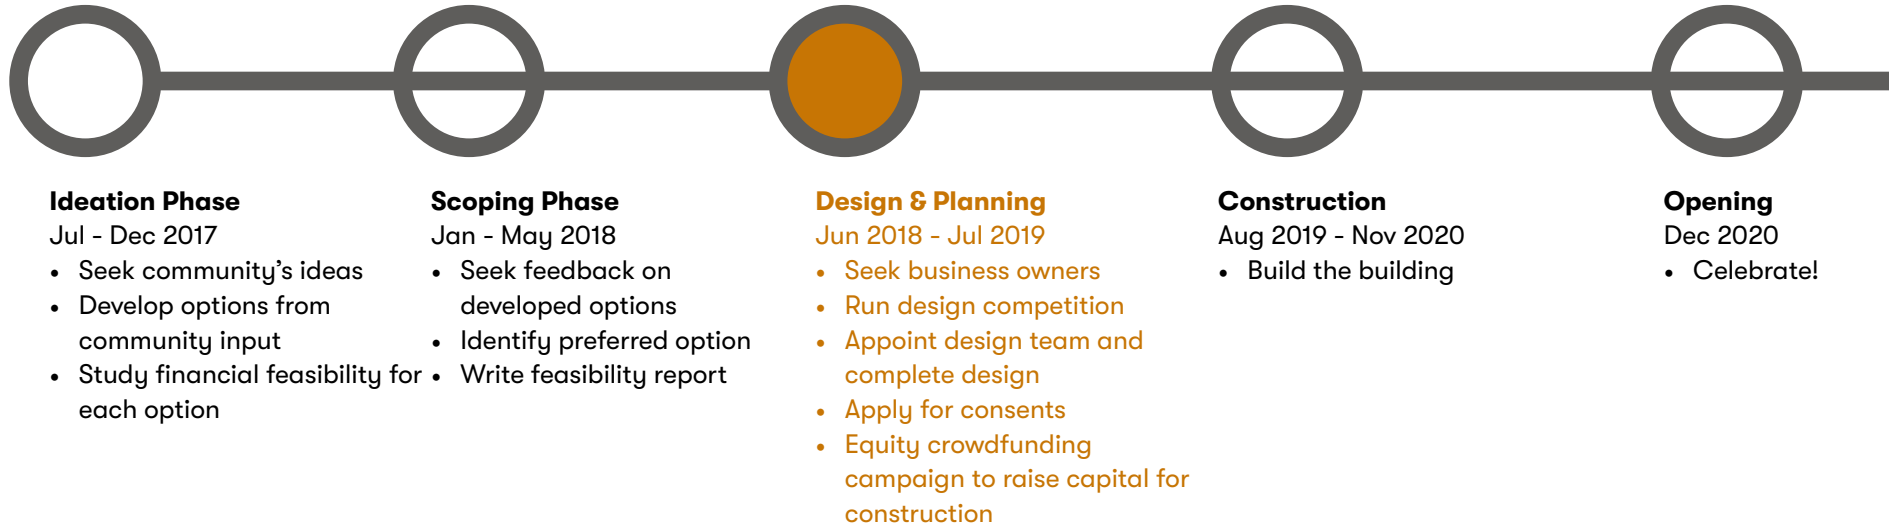 Ideation Phase
Jul - Dec 2017
• Seek community's ideas
• Develop options from
community input
• Study financial feasibility for
each option
Scoping Phase
Jan - May 2018
• Seek feedback on
developed options
• Identify preferred option
• Write feasibility report
Design & Planning
Jun 2018 - Jul 2019
• Seek business owners
• Run design competition
• Appoint design team and
complete design
• Apply for consents
• Equity crowdfunding
campaign to raise capital for
construction
Construction
Aug 2019 - Nov 2020
• Build the building
Opening
Dec 2020
• Celebrate!